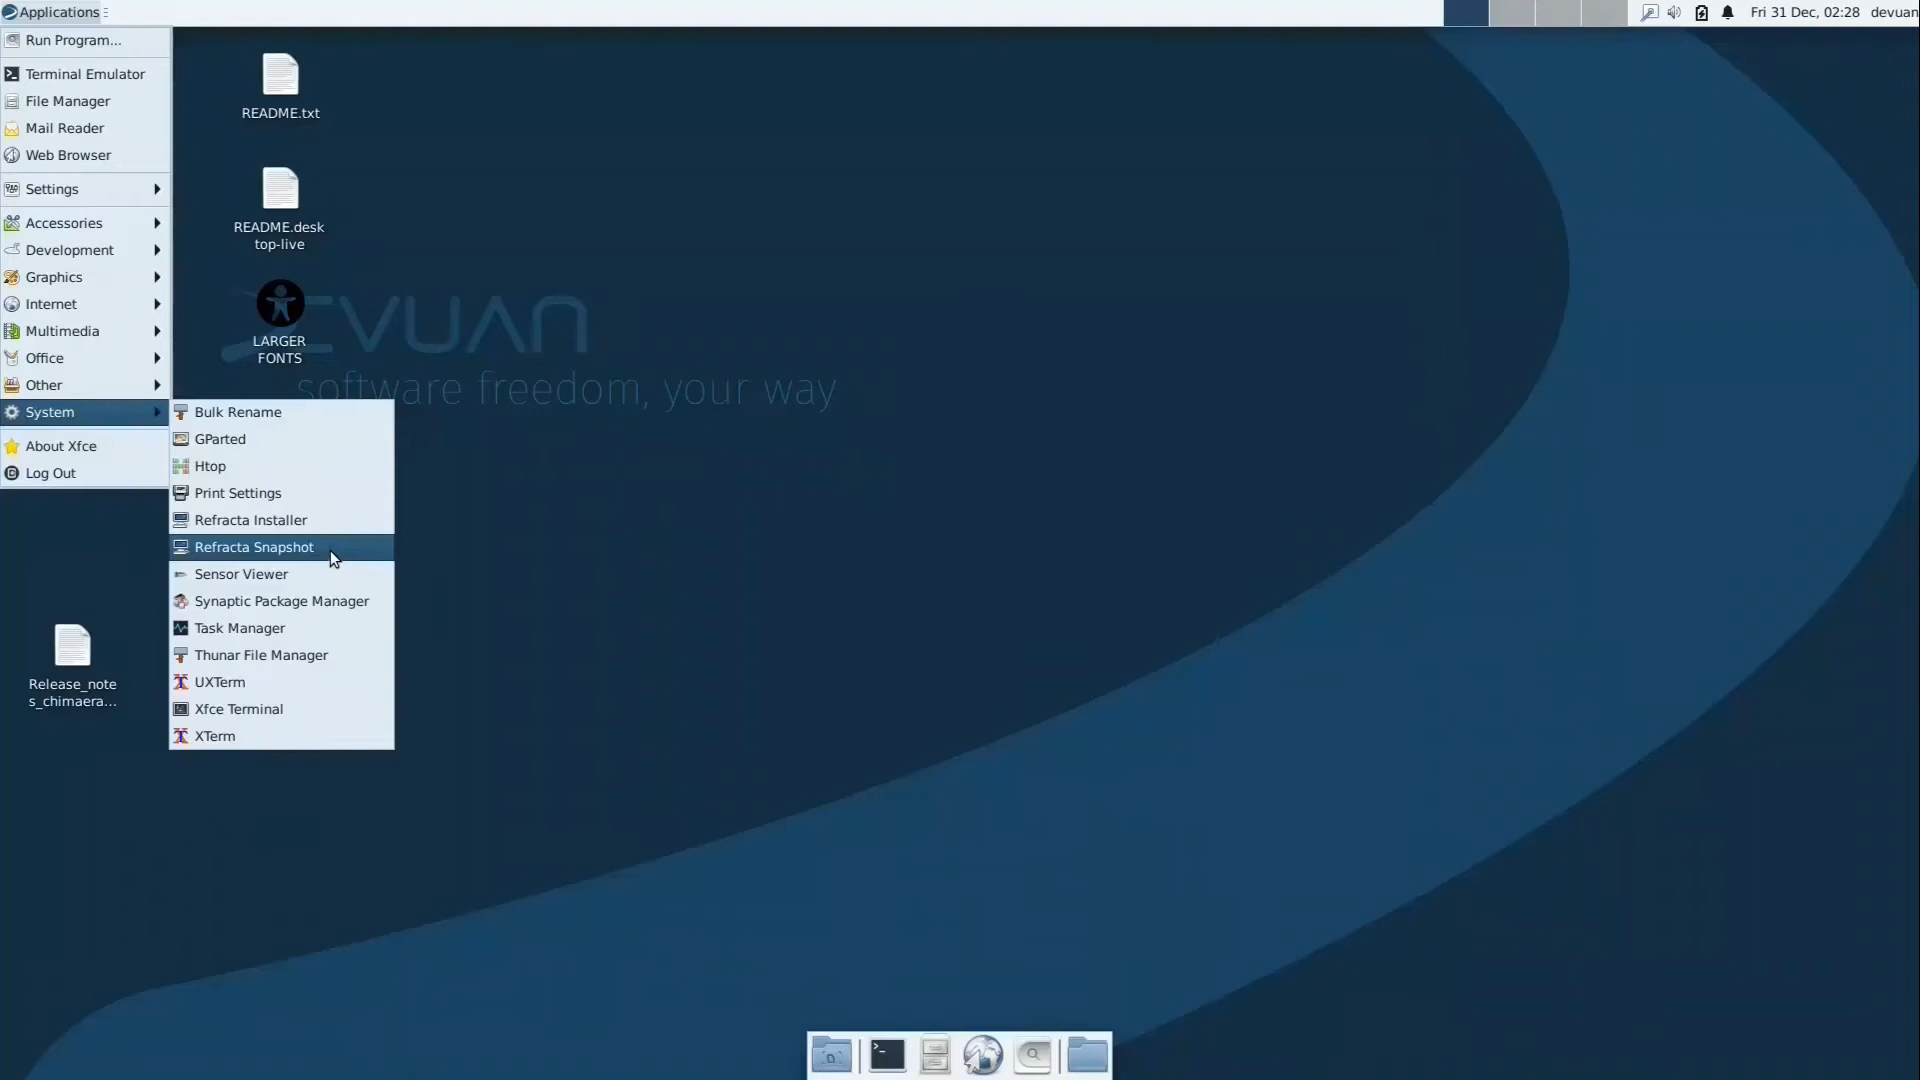 Applications
Fri 31 Dec, 02:28
devuan
Run Program...
Terminal Emulator
File Manager
Mail Reader
Web Browser
Settings
Accessories
Development
Graphics
Internet
Multimedia
Office
Other
System
About Xfce
Log Out
Bulk Rename
GParted
Htop
Print Settings
Refracta Installer
Refracta Snapshot
Sensor Viewer
Synaptic Package Manager
Task Manager
Thunar File Manager
UXTerm
Xfce Terminal
XTerm
README.txt
README.desk
top-live
LARGER
FONTS
DEVUAN
software freedom, your way
Release_note
s_chimaera...